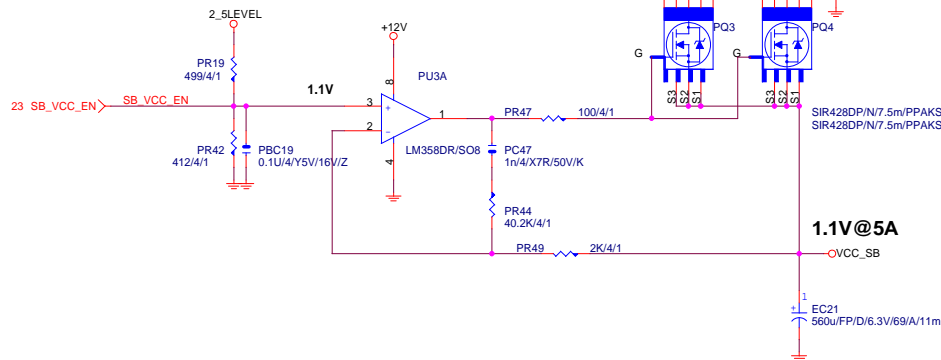 2_5LEVEL
+12V
PQ3
PQ4
G
G
PR19
499/4/1
PU3A
8
S3
S2
S1
S3
S2
S1
1.1V
23 SB_VCC_EN
SB_VCC_EN
3
1
PR47
100/4/1
SIR428DP/N/7.5m/PPAKS
SIR428DP/N/7.5m/PPAKS
2
+
-
PR42
412/4/1
PBC19
0.1U/4/Y5V/16V/Z
4
LM358DR/SO8
PC47
1n/4/X7R/50V/K
PR44
40.2K/4/1
1.1V@5A
PR49
2K/4/1
VCC_SB
1
+
EC21
560u/FP/D/6.3V/69/A/11m